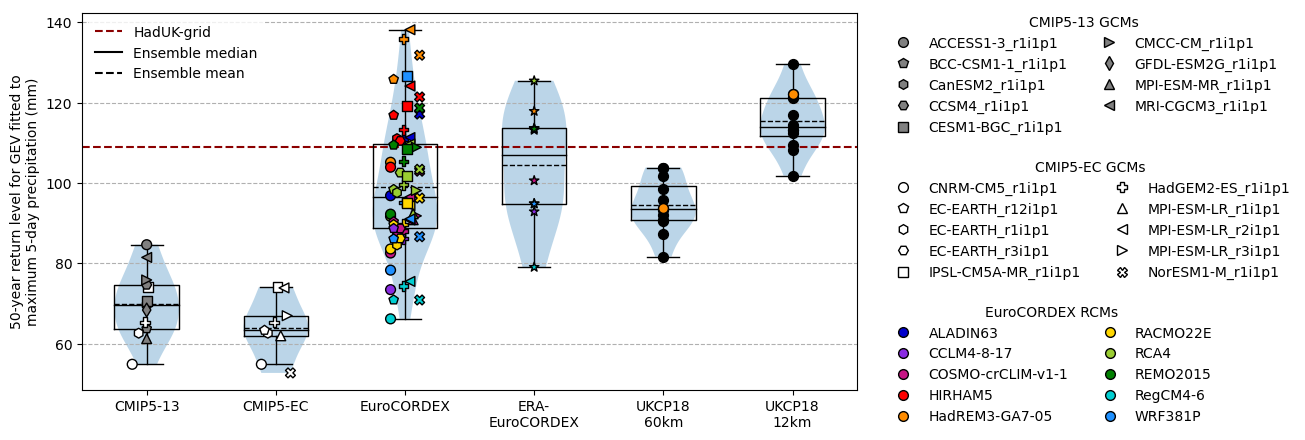 50-year return level for GEV fitted to
maximum 5-day precipitation (mm)
140
120
100
80
60
HadUK-grid
Ensemble median
Ensemble mean
CMIP5-13
CMIP5-EC
EuroCORDEX
ERA-
EuroCORDEX
UKCP18
60km
UKCP18
12km
CMIP5-13 GCMs
ACCESS1-3_r1i1p1
BCC-CSM1-1_r1i1p1
CanESM2_r1i1p1
CCSM4_r1i1p1
CESM1-BGC_r1i1p1
CMCC-CM_r1i1p1
GFDL-ESM2G_r1i1p1
MPI-ESM-MR_r1i1p1
MRI-CGCM3_r1i1p1
CMIP5-EC GCMs
CNRM-CM5_r1i1p1
EC-EARTH_r12i1p1
EC-EARTH_r1i1p1
EC-EARTH_r3i1p1
IPSL-CM5A-MR_r1i1p1
HadGEM2-ES_r1i1p1
MPI-ESM-LR_r1i1p1
MPI-ESM-LR_r2i1p1
MPI-ESM-LR_r3i1p1
NorESM1-M_r1i1p1
EuroCORDEX RCMs
ALADIN63
CCLM4-8-17
COSMO-crCLIM-v1-1
HIRHAM5
HadREM3-GA7-05
RACMO22E
RCA4
REMO2015
RegCM4-6
WRF381P